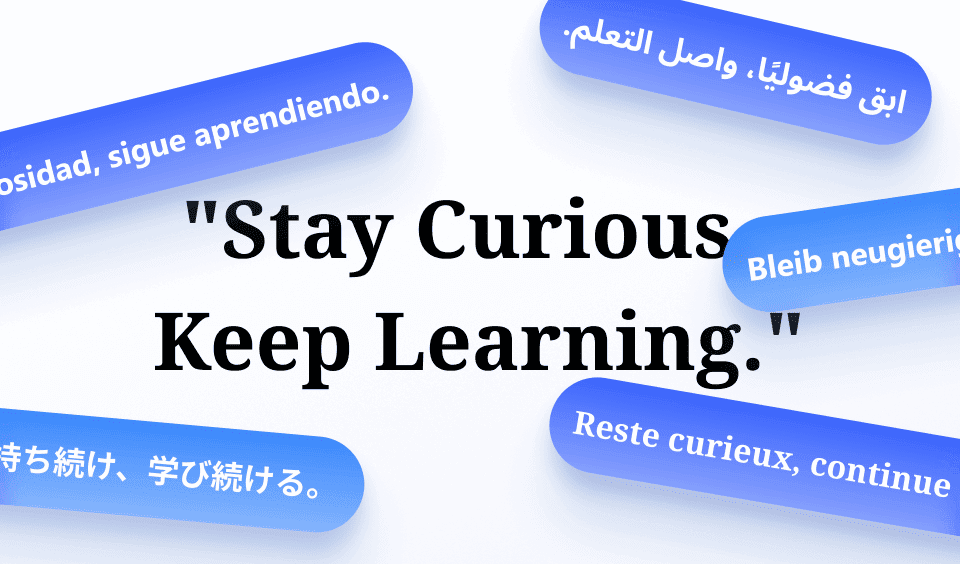 ابق فضوليًا، واصل التعلم.
osidad, sigue aprendiendo.
"Stay Curious
Bleib neugierig
Keep Learning."
Reste curieux, continue
持ち続け、学び続ける。